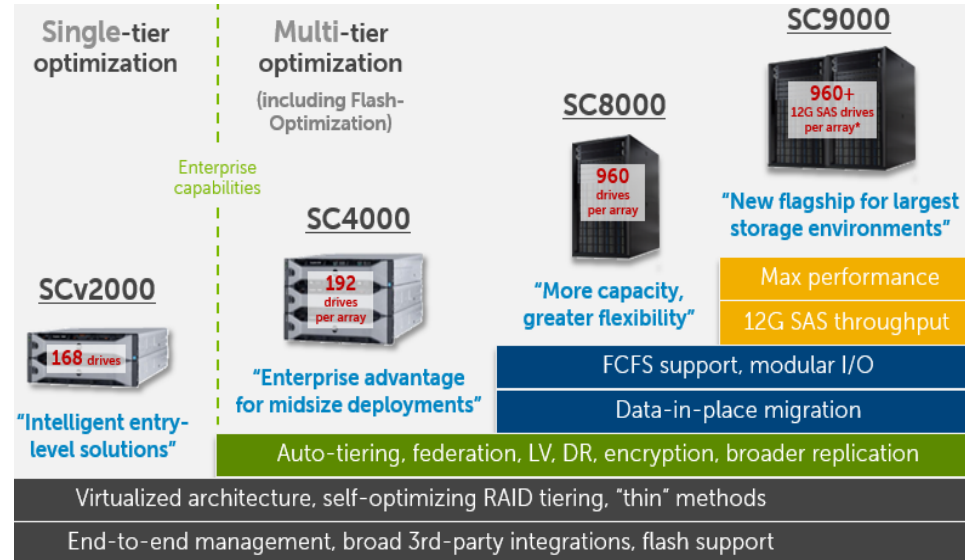 Single-tier
optimization
Multi-tier
optimization
(including Flash-
Optimization)
Enterprise
capabilities
SCv2000
168 drives
"Intelligent entry-
level solutions"
SC4000
192
drives
per array
"Enterprise advantage
for midsize deployments"
SC8000
960
drives
per array
"More capacity,
greater flexibility"
SC9000
960+
12G SAS drives
per array*
"New flagship for largest
storage environments"
Max performance
12G SAS throughput
FCFS support, modular I/O
Data-in-place migration
Auto-tiering, federation, LV, DR, encryption, broader replication
Virtualized architecture, self-optimizing RAID tiering, "thin" methods
End-to-end management, broad 3rd-party integrations, flash support